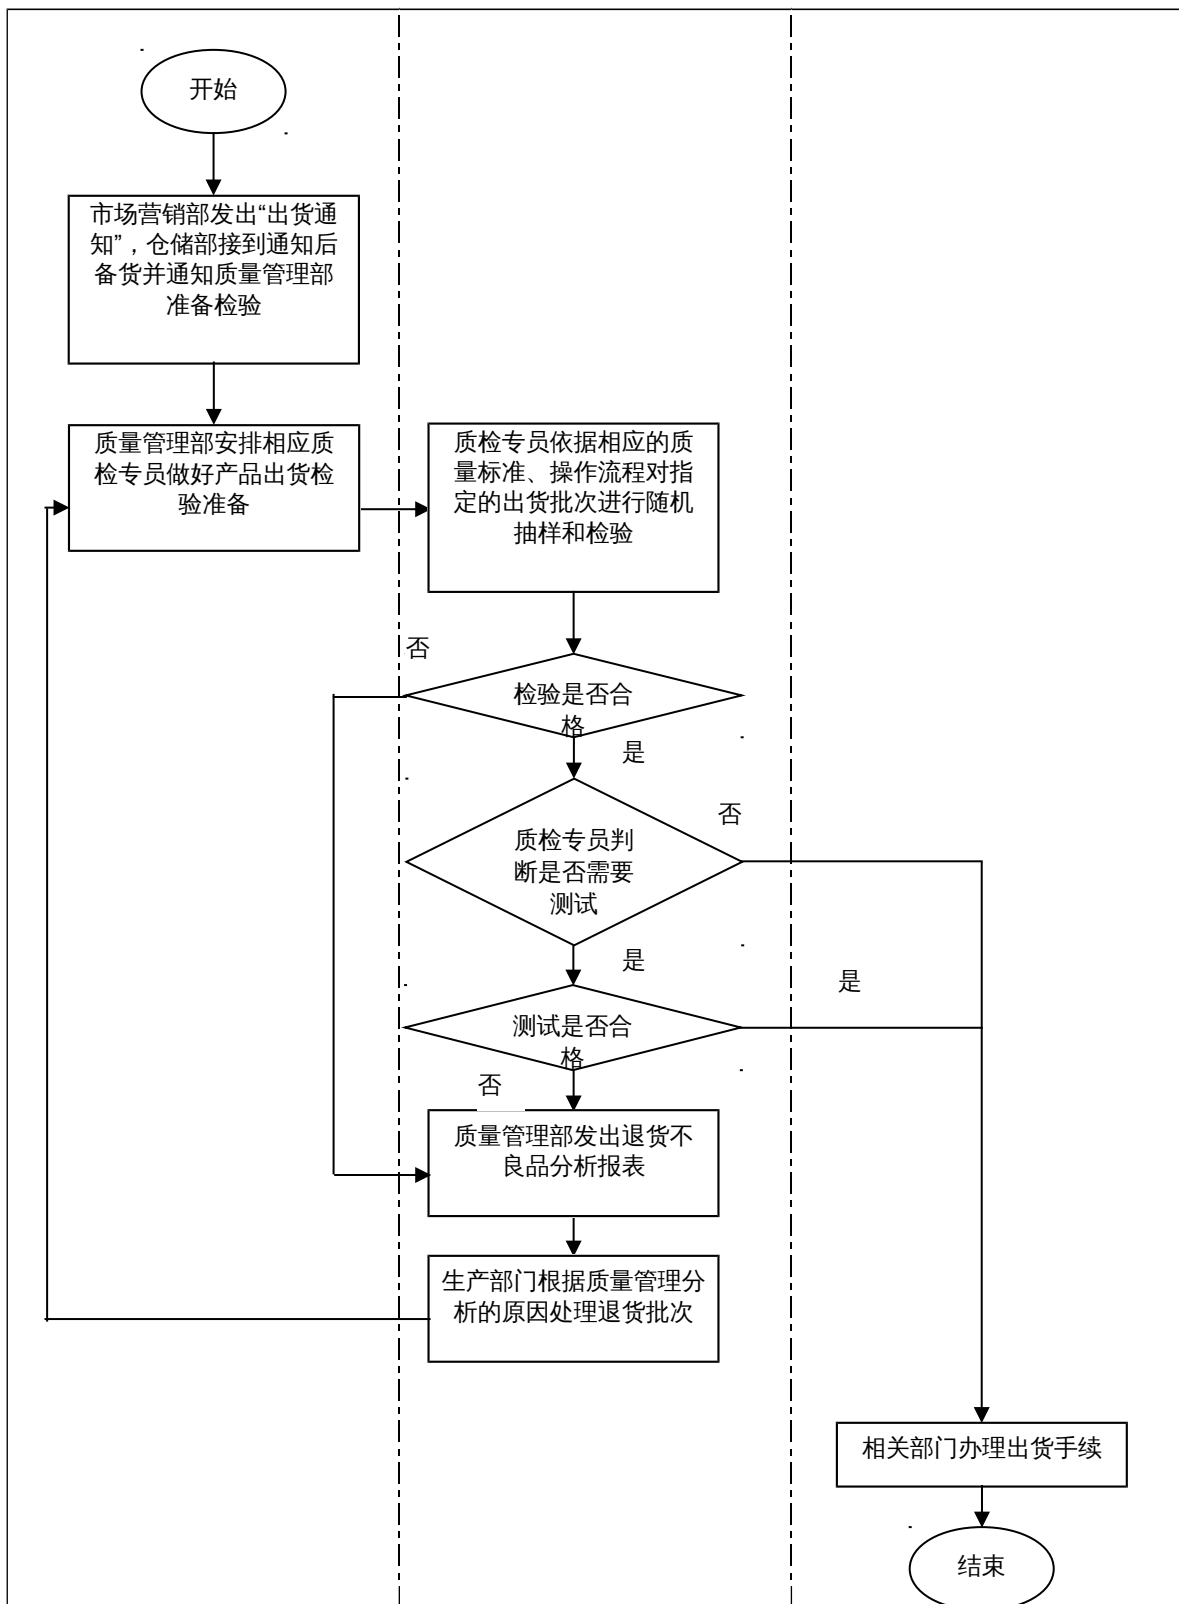 开始
市场营销部发出“出货通
知”，仓储部接到通知后
备货并通知质量管理部
准备检验
质量管理部安排相应质
检专员做好产品出货检
验准备
质检专员依据相应的质
量标准、操作流程对指
定的出货批次进行随机
抽样和检验
否
检验是否合
格
是
否
质检专员判
断是否需要
测试
是
是
测试是否合
格
否
质量管理部发出退货不
良品分析报表
生产部门根据质量管理分
析的原因处理退货批次
相关部门办理出货手续
结束